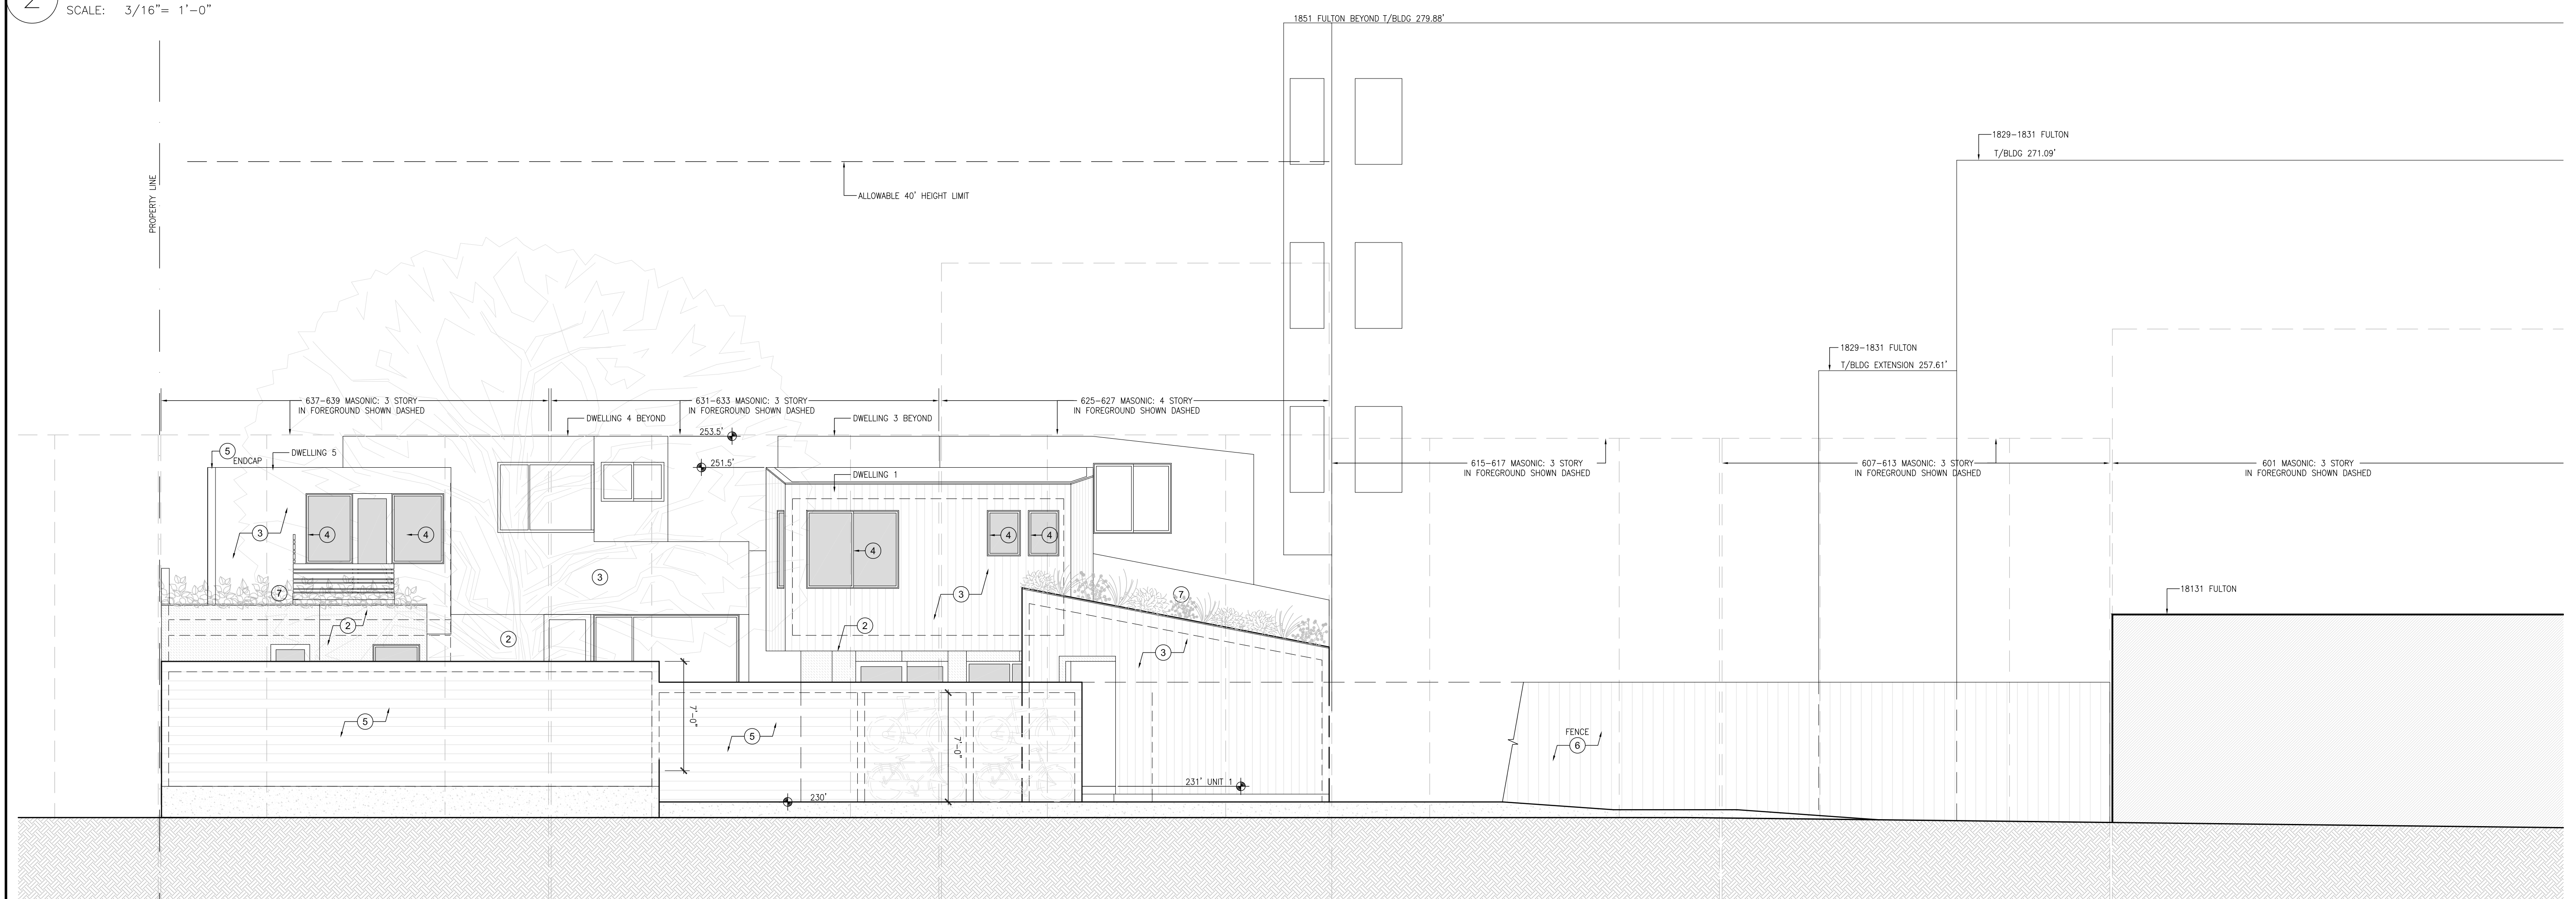 2
SCALE: 3/16"= 1'-0"
1851 FULTON BEYOND T/BLDG 279.88'
1829-1831 FULTON
T/BLDG 271.09'
PROPERTY LINE
ALLOWABLE 40' HEIGHT LIMIT
1829-1831 FULTON
T/BLDG EXTENSION 257.61'
637-639 MASONIC: 3 STORY
IN FOREGROUND SHOWN DASHED
631-633 MASONIC: 3 STORY
IN FOREGROUND SHOWN DASHED
625-627 MASONIC: 4 STORY
IN FOREGROUND SHOWN DASHED
DWELLING 4 BEYOND
DWELLING 3 BEYOND
253.5'
5
ENDCAP
DWELLING 5
251.5'
DWELLING 1
615-617 MASONIC: 3 STORY
IN FOREGROUND SHOWN DASHED
607-613 MASONIC: 3 STORY
IN FOREGROUND SHOWN DASHED
601 MASONIC: 3 STORY
IN FOREGROUND SHOWN DASHED
3
4
4
4
4
4
3
7
3
7
18131 FULTON
2
2
2
3
5
7'-0"
5
7'-0"
FENCE
6
230'
231' UNIT 1